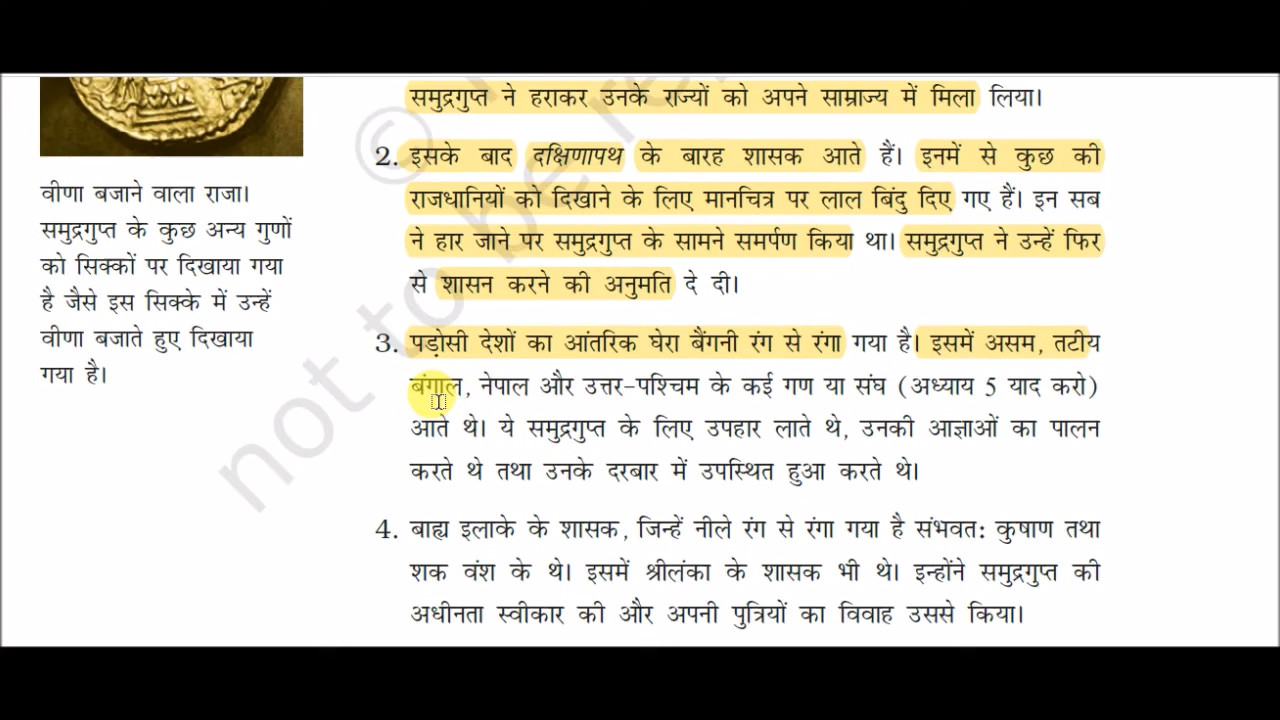 समुद्रगुप्त ने हराकर उनके राज्यों को अपने साम्राज्य में मिला लिया।
2. इसके बाद दक्षिणापथ के बारह शासक आते हैं। इनमें से कुछ की
राजधानियों को दिखाने के लिए मानचित्र पर लाल बिंदु दिए गए हैं। इन सब
ने हार जाने पर समुद्रगुप्त के सामने समर्पण किया था। समुद्रगुप्त ने उन्हें फिर
से शासन करने की अनुमति दे दी।
3. पड़ोसी देशों का आंतरिक घेरा बैंगनी रंग से रंगा गया है। इसमें असम, तटीय
बंगाल, नेपाल और उत्तर-पश्चिम के कई गण या संघ (अध्याय 5 याद करो)
आते थे। ये समुद्रगुप्त के लिए उपहार लाते थे, उनकी आज्ञाओं का पालन
करते थे तथा उनके दरबार में उपस्थित हुआ करते थे।
4. बाह्य इलाके के शासक, जिन्हें नीले रंग से रंगा गया है संभवत: कुषाण तथा
शक वंश के थे। इसमें श्रीलंका के शासक भी थे। इन्होंने समुद्रगुप्त की
अधीनता स्वीकार की और अपनी पुत्रियों का विवाह उससे किया।
वीणा बजाने वाला राजा।
समुद्रगुप्त के कुछ अन्य गुणों
को सिक्कों पर दिखाया गया
है जैसे इस सिक्के में उन्हें
वीणा बजाते हुए दिखाया
गया है।
©
not to be re